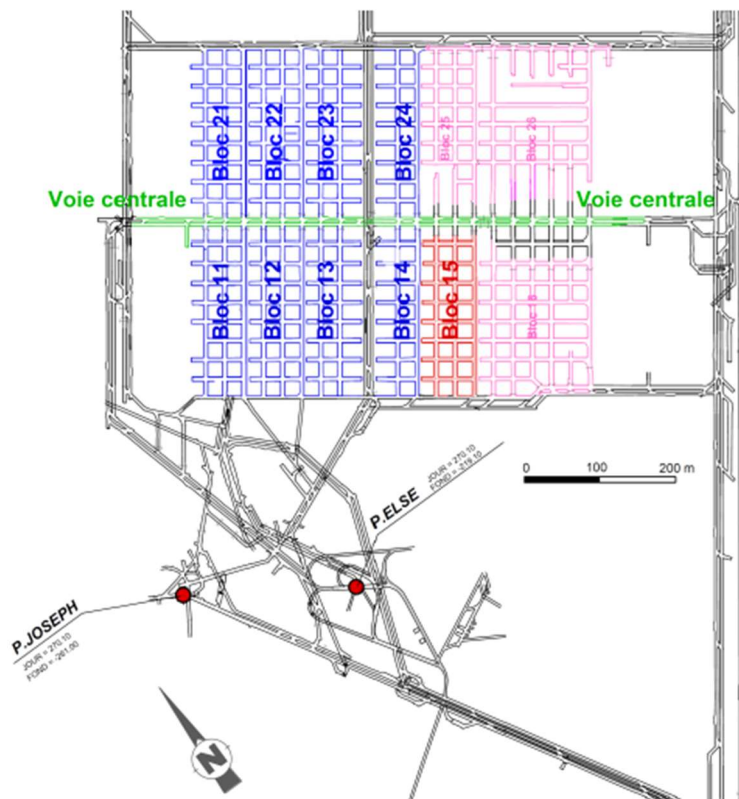 Bloc 21
Bloc 22
Bloc 23
Bloc 24
Bloc 25
Bloc 26
Voie centrale
Voie centrale
Bloc 11
Bloc 12
Bloc 13
Bloc 14
Bloc 15
Bloc 16
0 100 200 m
P.ELSE
JOUR = 270.10
FOND = -219.10
P.JOSEPH
JOUR = 270.10
FOND = -261.00
N